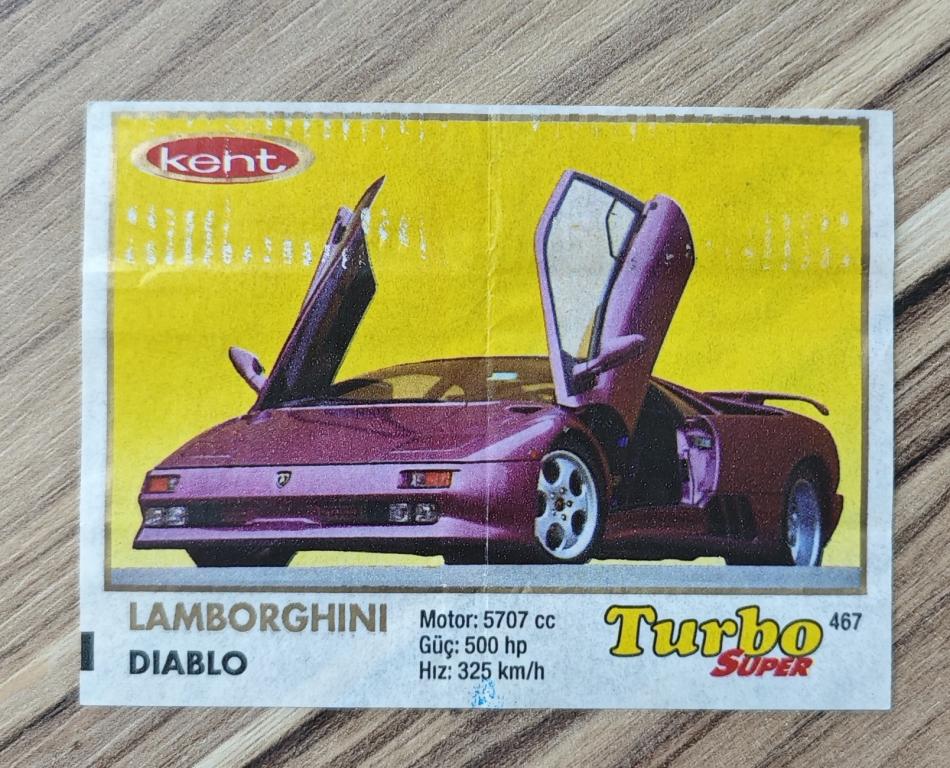 kent
LAMBORGHINI
DIABLO
Motor: 5707 cc
Güç: 500 hp
Hız: 325 km/h
Turbo
SUPER
467